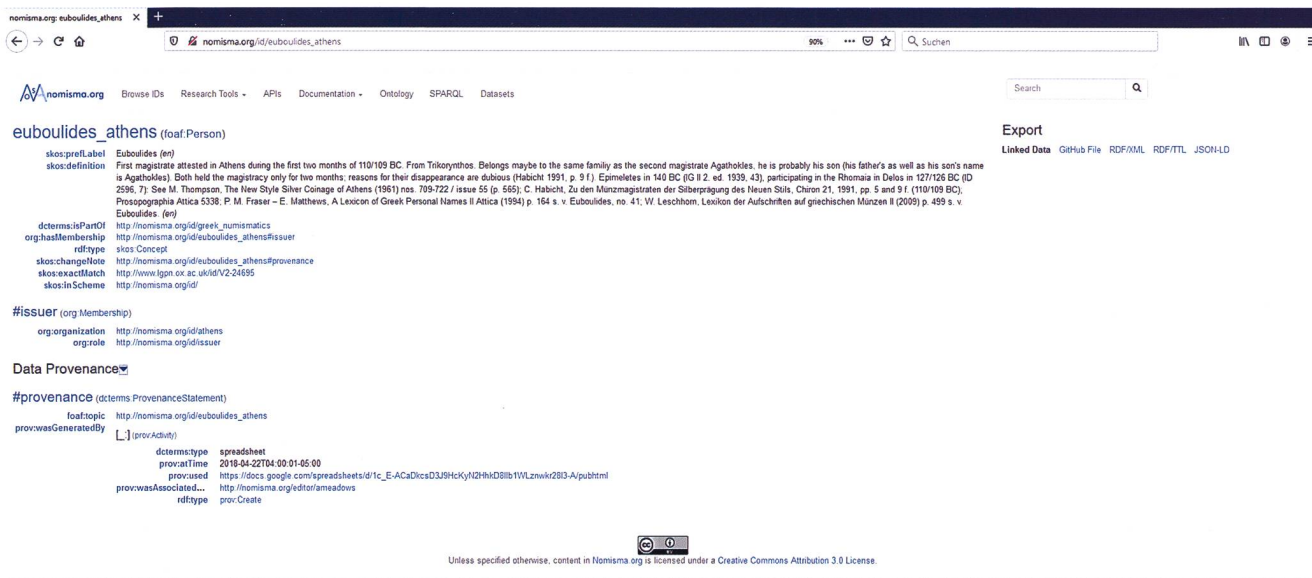 nomisma.org: euboulides_athens × +
nomisma.org/id/euboulides_athens 90% Suchen
nomisma.org Browse IDs Research Tools APIs Documentation Ontology SPARQL Datasets Search
euboulides_athens (foaf:Person)
skos:prefLabel Euboulides (en)
skos:definition First magistrate attested in Athens during the first two months of 110/109 BC. From Trikorynthos. Belongs maybe to the same familiy as the second magistrate Agathokles, he is probably his son (his father's as well as his son's name
is Agathokles). Both held the magistracy only for two months; reasons for their disappearance are dubious (Habicht 1991, p. 9 f.). Epimeletes in 140 BC (IG II 2. ed. 1939, 43), participating in the Rhomaia in Delos in 127/126 BC (ID
2596, 7): See M. Thompson, The New Style Silver Coinage of Athens (1961) nos. 709-722 / issue 55 (p. 565); C. Habicht, Zu den Münzmagistraten der Silberprägung des Neuen Stils, Chiron 21, 1991, pp. 5 and 9 f. (110/109 BC);
Prosopographia Attica 5338; P. M. Fraser – E. Matthews, A Lexicon of Greek Personal Names II Attica (1994) p. 164 s. v. Euboulides, no. 41; W. Leschhorn, Lexikon der Aufschriften auf griechischen Münzen II (2009) p. 499 s. v.
Euboulides. (en)
dcterms:isPartOf http://nomisma.org/id/greek_numismatics
org:hasMembership http://nomisma.org/id/euboulides_athens#issuer
rdf:type skos:Concept
skos:changeNote http://nomisma.org/id/euboulides_athens#provenance
skos:exactMatch http://www.lgpn.ox.ac.uk/id/V2-24695
skos:inScheme http://nomisma.org/id/
#issuer (org:Membership)
org:organization http://nomisma.org/id/athens
org:role http://nomisma.org/id/issuer
Data Provenance
#provenance (dcterms:ProvenanceStatement)
foaf:topic http://nomisma.org/id/euboulides_athens
prov:wasGeneratedBy [_:] (prov:Activity)
dcterms:type spreadsheet
prov:atTime 2018-04-22T04:00:01-05:00
prov:used https://docs.google.com/spreadsheets/d/1c_E-ACaDkcsD3J9HcKyN2HhkD8Ilb1WLznwkr28I3-A/pubhtml
prov:wasAssociated... http://nomisma.org/editor/ameadows
rdf:type prov:Create
Export
Linked Data GitHub File RDF/XML RDF/TTL JSON-LD
cc BY
Unless specified otherwise, content in Nomisma.org is licensed under a Creative Commons Attribution 3.0 License.